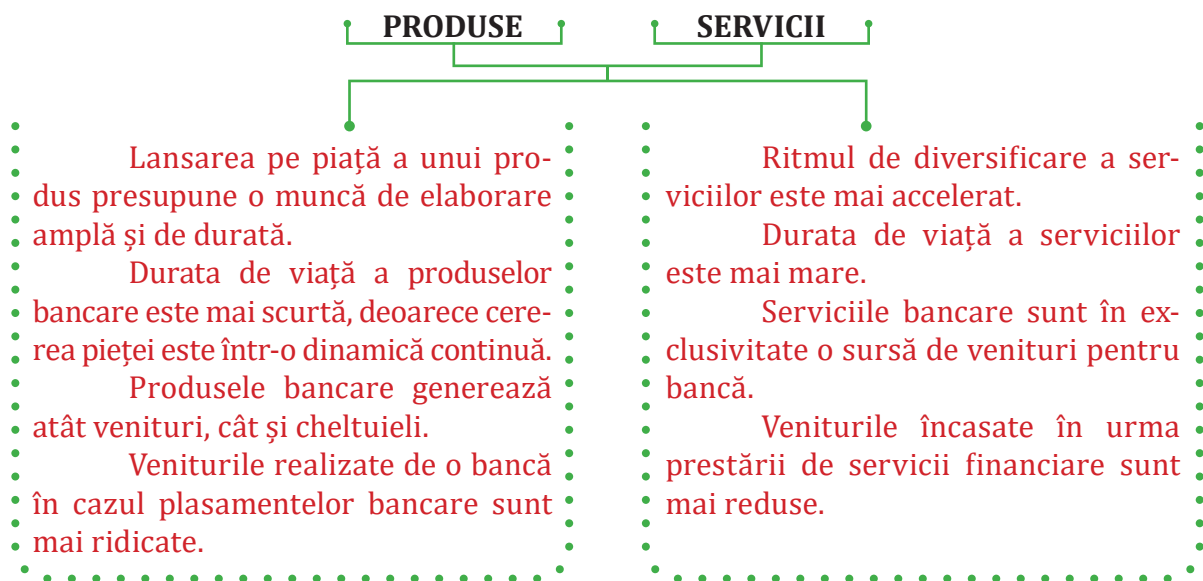 PRODUSE
SERVICII
Lansarea pe piață a unui pro-
dus presupune o muncă de elaborare
amplă și de durată.
Durata de viață a produselor
bancare este mai scurtă, deoarece cere-
rea pieței este într-o dinamică continuă.
Produsele bancare generează
atât venituri, cât și cheltuieli.
Veniturile realizate de o bancă
în cazul plasamentelor bancare sunt
mai ridicate.
Ritmul de diversificare a ser-
viciilor este mai accelerat.
Durata de viață a serviciilor
este mai mare.
Serviciile bancare sunt în ex-
clusivitate o sursă de venituri pentru
bancă.
Veniturile încasate în urma
prestării de servicii financiare sunt
mai reduse.